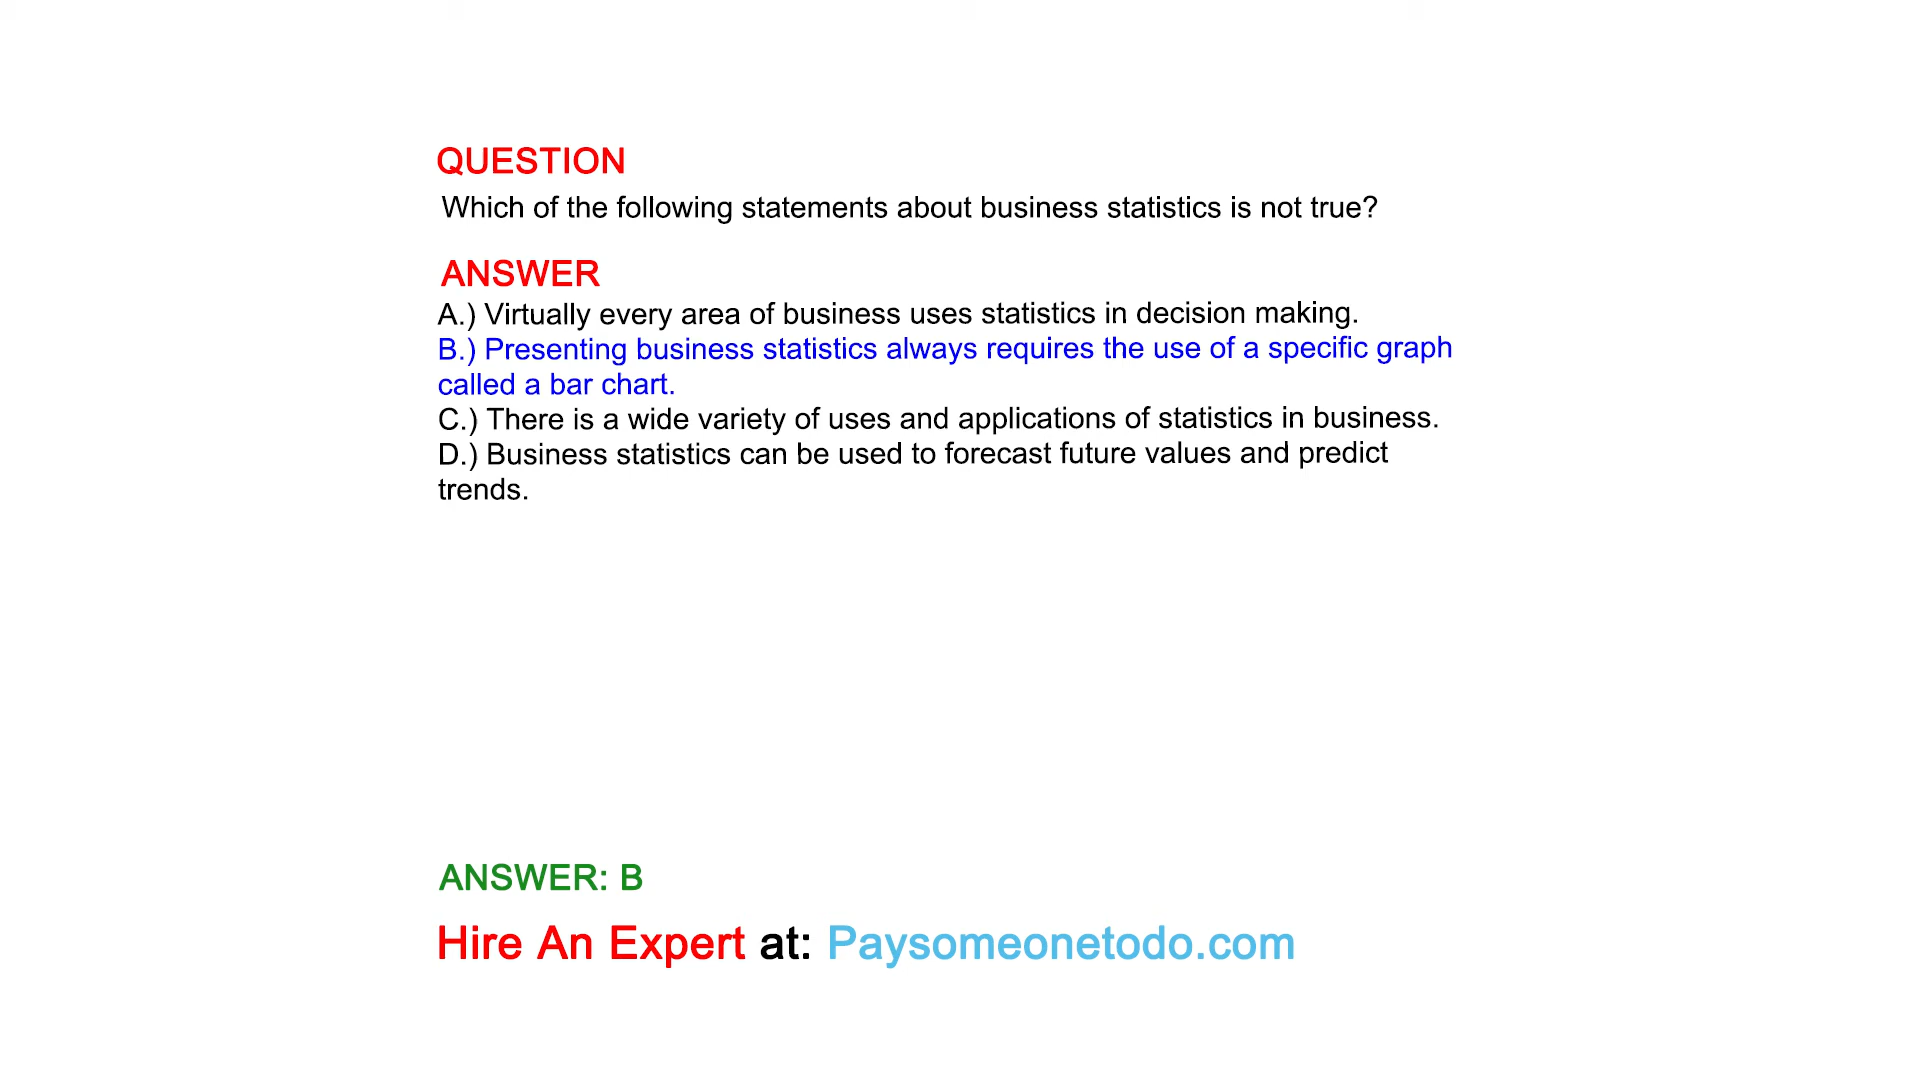 QUESTION
Which of the following statements about business statistics is not true?
ANSWER
A.) Virtually every area of business uses statistics in decision making.
B.) Presenting business statistics always requires the use of a specific graph
called a bar chart.
C.) There is a wide variety of uses and applications of statistics in business.
D.) Business statistics can be used to forecast future values and predict
trends.
ANSWER: B
Hire An Expert at: Paysomeonetodo.com